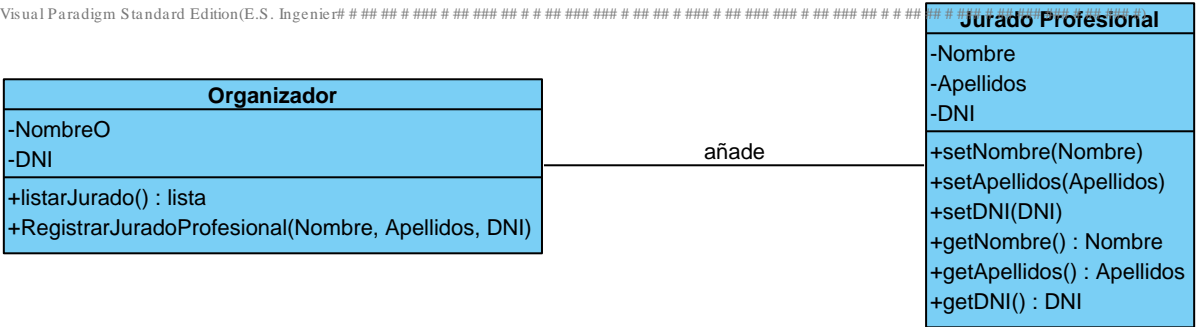 Visual Paradigm Standard Edition(E.S. Ingenier# # ## ## # ### # ## ### ## # # ## ### ### # ## ## # ### # ## ### ### # ## ### ## # # ##
Jurado Profesional
-Nombre
-Apellidos
-DNI
+setNombre(Nombre)
+setApellidos(Apellidos)
+setDNI(DNI)
+getNombre() : Nombre
+getApellidos() : Apellidos
+getDNI() : DNI
Organizador
-NombreO
-DNI
+listarJurado() : lista
+RegistrarJuradoProfesional(Nombre, Apellidos, DNI)
añade